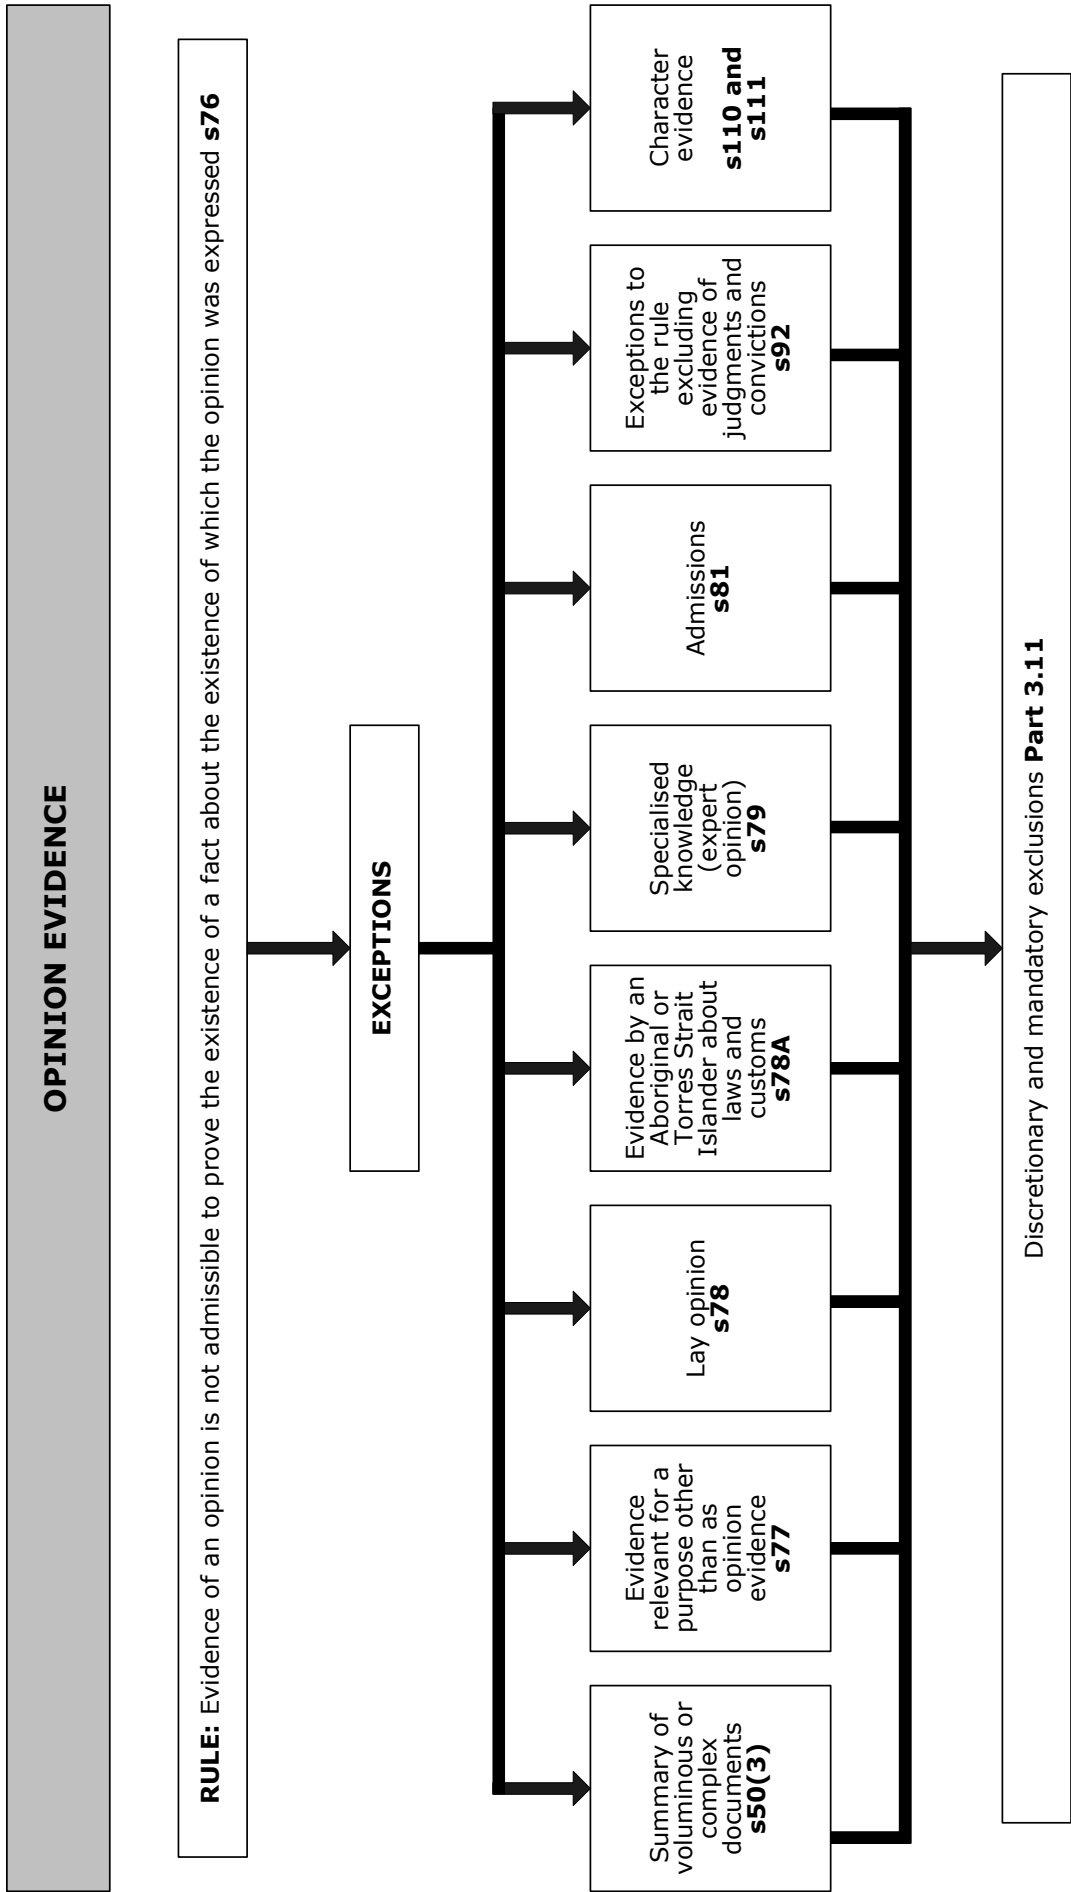 OPINION EVIDENCE
RULE: Evidence of an opinion is not admissible to prove the existence of a fact about the existence of which the opinion was expressed s76
EXCEPTIONS
Summary of
voluminous or
complex
documents
s50(3)
Evidence
relevant for a
purpose other
than as
opinion
evidence
s77
Lay opinion
s78
Evidence by an
Aboriginal or
Torres Strait
Islander about
laws and
customs
s78A
Specialised
knowledge
(expert
opinion)
s79
Admissions
s81
Exceptions to
the rule
excluding
evidence of
judgments and
convictions
s92
Character
evidence
s110 and
s111
Discretionary and mandatory exclusions Part 3.11